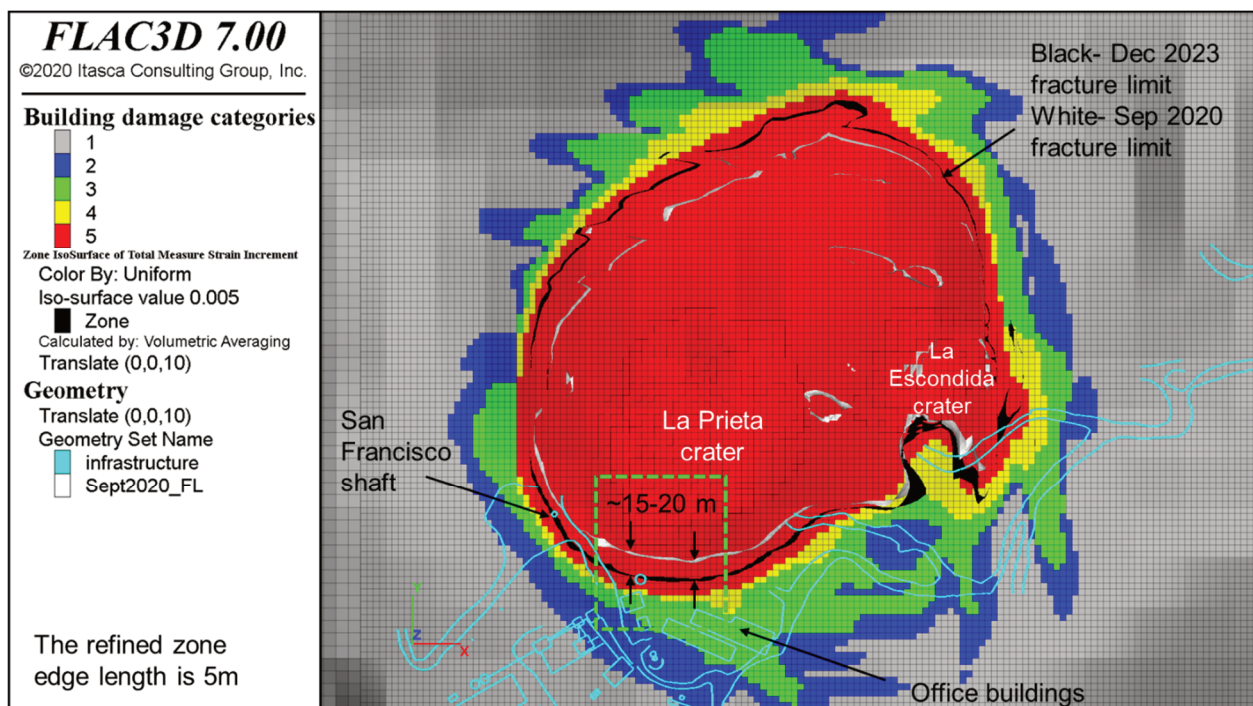 FLAC3D 7.00
©2020 Itasca Consulting Group, Inc.
Building damage categories
1
2
3
4
5
Zone IsoSurface of Total Measure Strain Increment
Color By: Uniform
Iso-surface value 0.005
Zone
Calculated by: Volumetric Averaging
Translate (0,0,10)
Geometry
Translate (0,0,10)
Geometry Set Name
infrastructure
Sept2020_FL
The refined zone
edge length is 5m
Black- Dec 2023
fracture limit
White- Sep 2020
fracture limit
La
Escondida
crater
La Prieta
crater
San
Francisco
shaft
~15-20 m
Office buildings
Y
Z
X